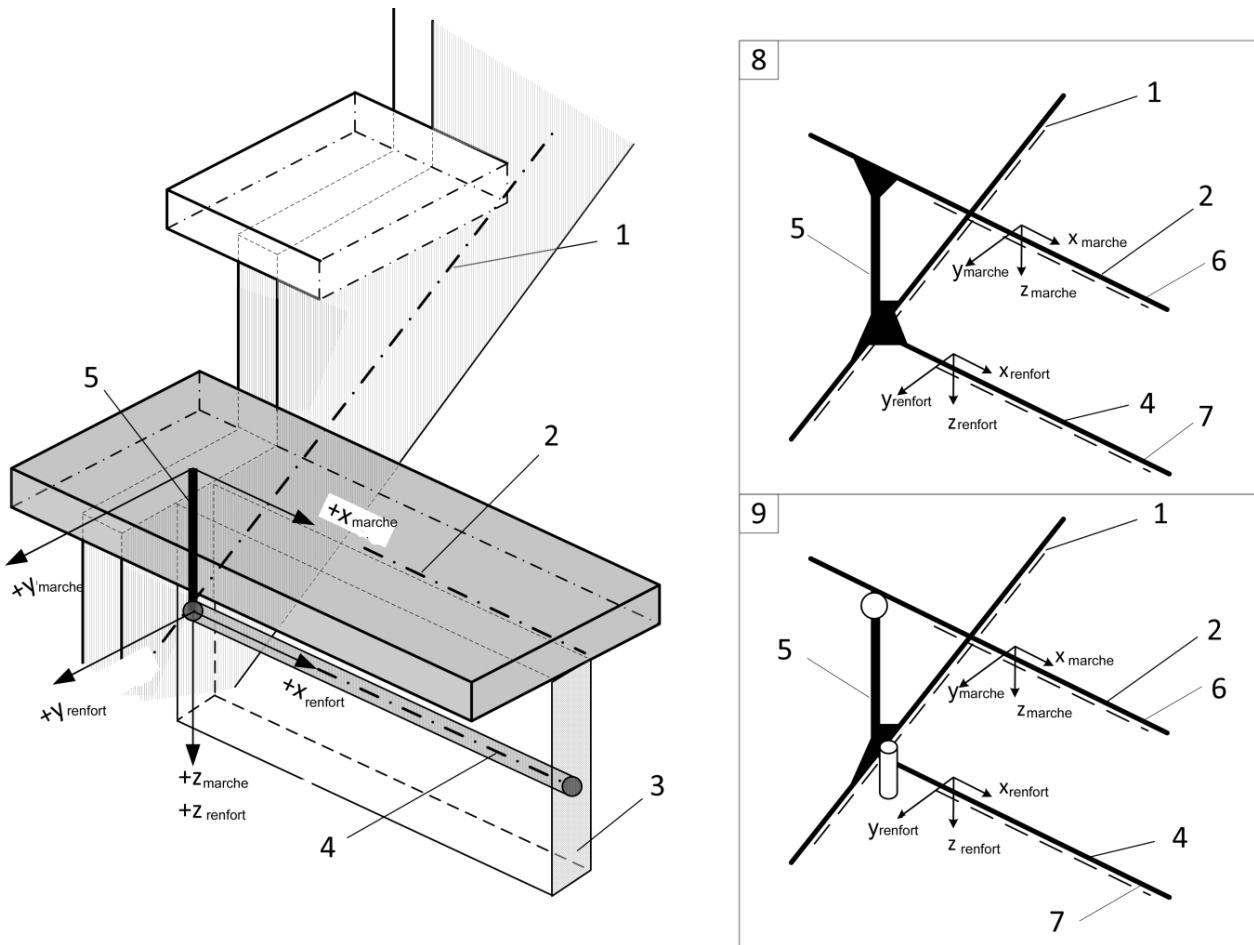 1
5
2
+x marche
+y marche
+x renfort
+y renfort
+z marche
+z renfort
3
4
8
1
2
5
x marche
6
y marche
z marche
x renfort
y renfort
4
z renfort
7
9
1
2
5
x marche
6
y marche
z marche
x renfort
y renfort
z renfort
4
7